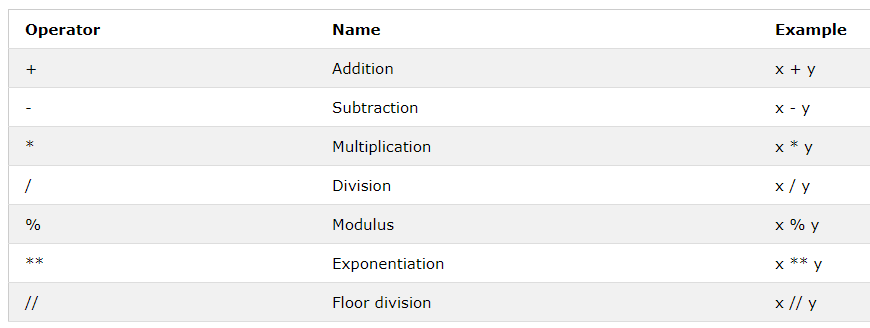 Operator Name Example
+ Addition x + y
- Subtraction x - y
* Multiplication x * y
/ Division x / y
% Modulus x % y
** Exponentiation x ** y
// Floor division x // y